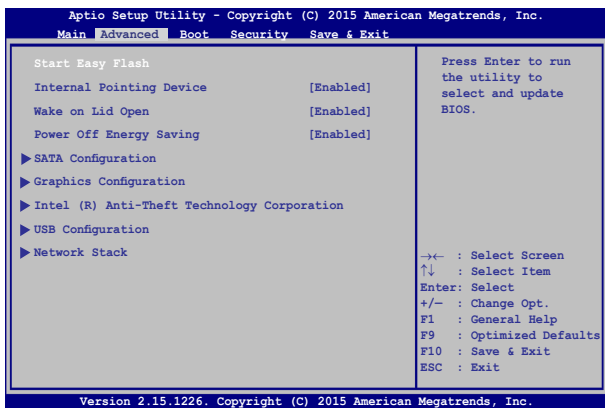 Aptio Setup Utility - Copyright (C) 2015 American Megatrends, Inc.
Main Advanced Boot Security Save & Exit
Start Easy Flash
Internal Pointing Device [Enabled]
Wake on Lid Open [Enabled]
Power Off Energy Saving [Enabled]
SATA Configuration
Graphics Configuration
Intel (R) Anti-Theft Technology Corporation
USB Configuration
Network Stack
Press Enter to run
the utility to
select and update
BIOS.
→← : Select Screen
↑↓ : Select Item
Enter: Select
+/− : Change Opt.
F1 : General Help
F9 : Optimized Defaults
F10 : Save & Exit
ESC : Exit
Version 2.15.1226. Copyright (C) 2015 American Megatrends, Inc.